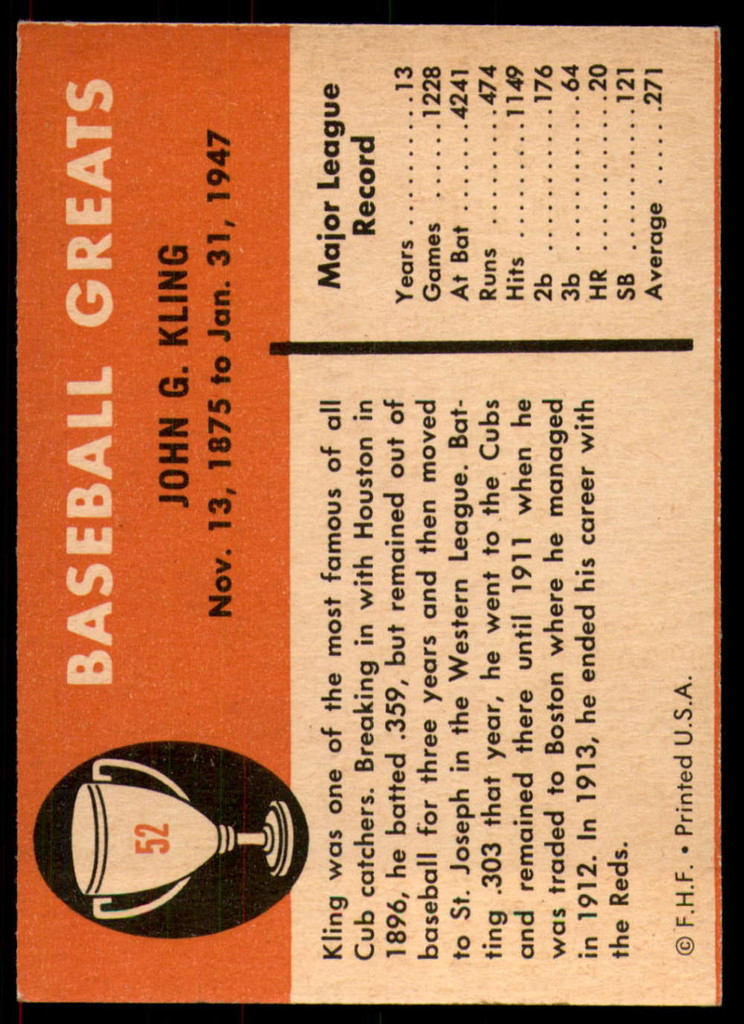 52
BASEBALL GREATS
JOHN G. KLING
Nov. 13, 1875 to Jan. 31, 1947
Kling was one of the most famous of all
Cub catchers. Breaking in with Houston in
1896, he batted .359, but remained out of
baseball for three years and then moved
to St. Joseph in the Western League. Bat-
ting .303 that year, he went to the Cubs
and remained there until 1911 when he
was traded to Boston where he managed
in 1912. In 1913, he ended his career with
the Reds.
© F.H.F. • Printed U.S.A.
Major League
Record
Years ............13
Games .......1228
At Bat .......4241
Runs ..........474
Hits ..........1149
2b ..............176
3b ................64
HR ...............20
SB ..............121
Average ......271